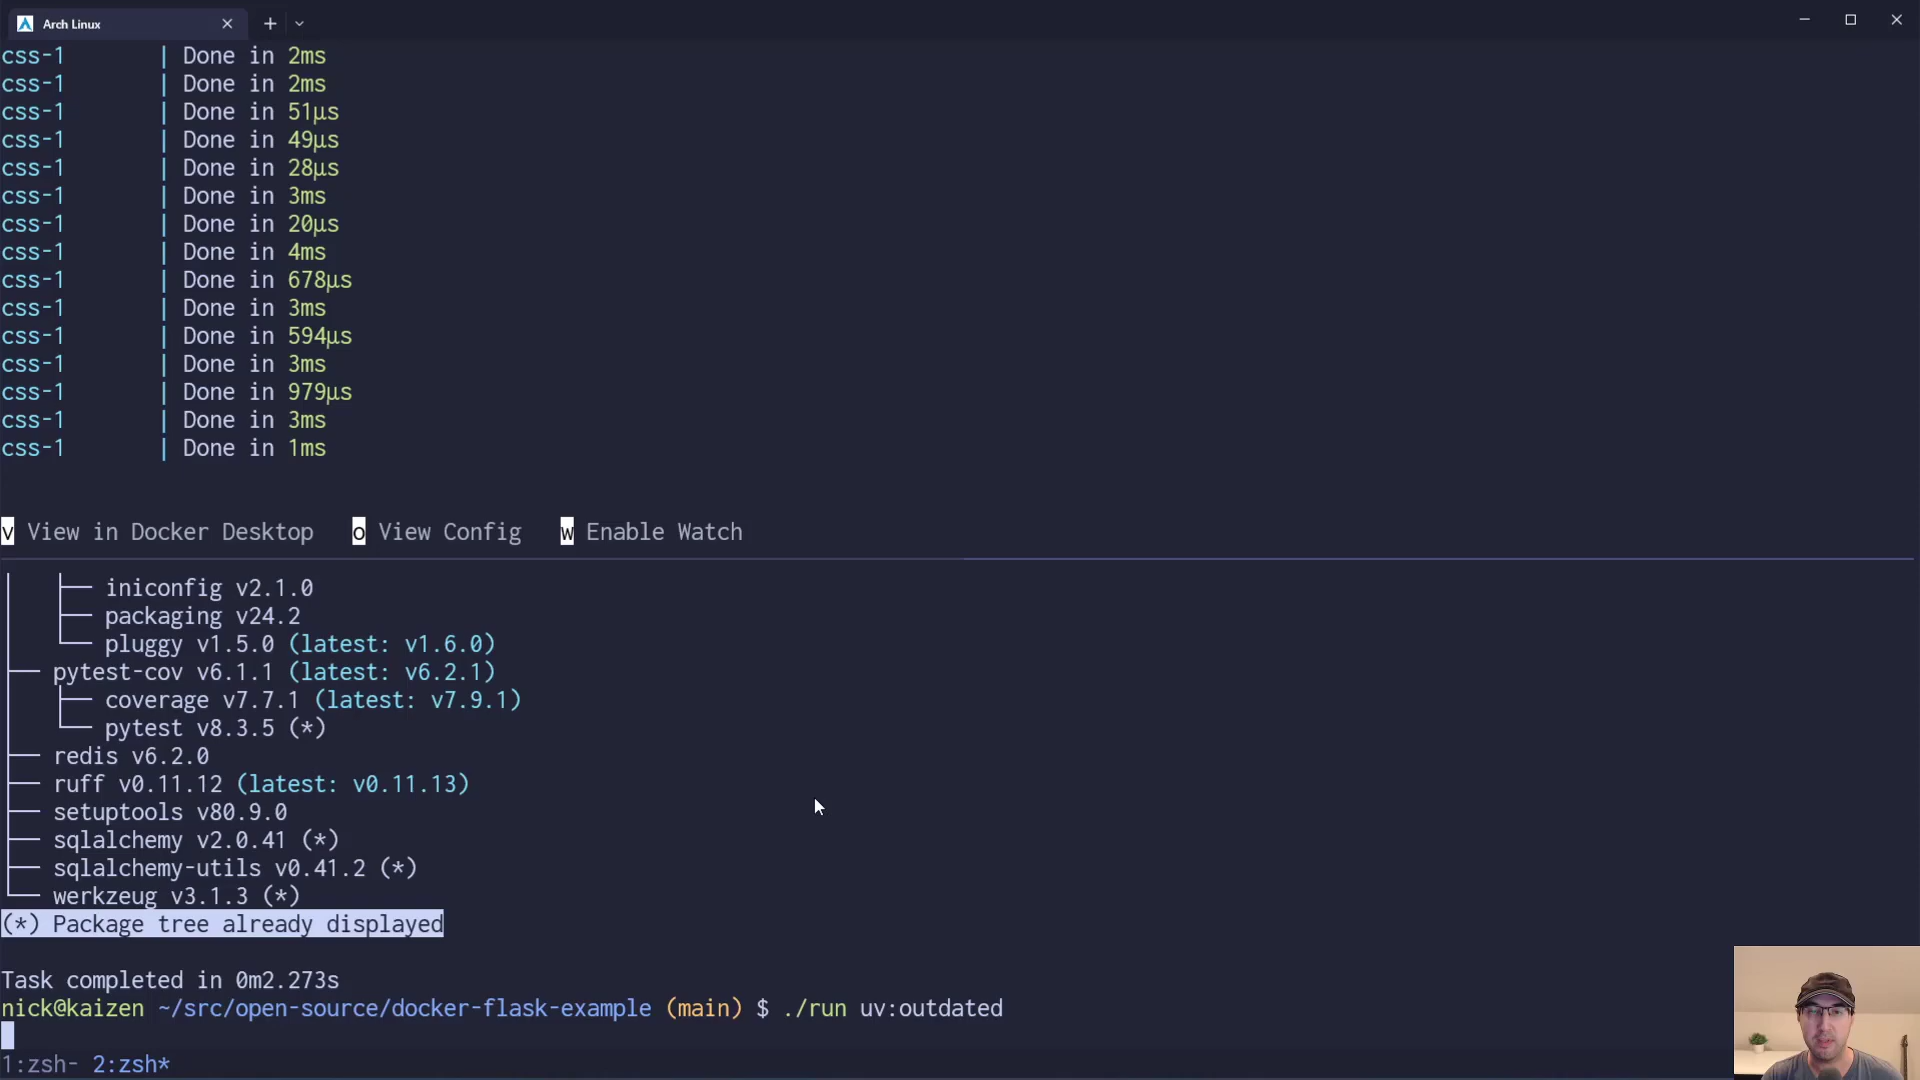 Arch Linux
css-1 | Done in 2ms
css-1 | Done in 2ms
css-1 | Done in 51µs
css-1 | Done in 49µs
css-1 | Done in 28µs
css-1 | Done in 3ms
css-1 | Done in 20µs
css-1 | Done in 4ms
css-1 | Done in 678µs
css-1 | Done in 3ms
css-1 | Done in 594µs
css-1 | Done in 3ms
css-1 | Done in 979µs
css-1 | Done in 3ms
css-1 | Done in 1ms
v View in Docker Desktop o View Config w Enable Watch
│ ├── iniconfig v2.1.0
│ ├── packaging v24.2
│ └── pluggy v1.5.0 (latest: v1.6.0)
├── pytest-cov v6.1.1 (latest: v6.2.1)
│ ├── coverage v7.7.1 (latest: v7.9.1)
│ └── pytest v8.3.5 (*)
├── redis v6.2.0
├── ruff v0.11.12 (latest: v0.11.13)
├── setuptools v80.9.0
├── sqlalchemy v2.0.41 (*)
├── sqlalchemy-utils v0.41.2 (*)
└── werkzeug v3.1.3 (*)
(*) Package tree already displayed
Task completed in 0m2.273s
nick@kaizen ~/src/open-source/docker-flask-example (main) $ ./run uv:outdated
1:zsh- 2:zsh*